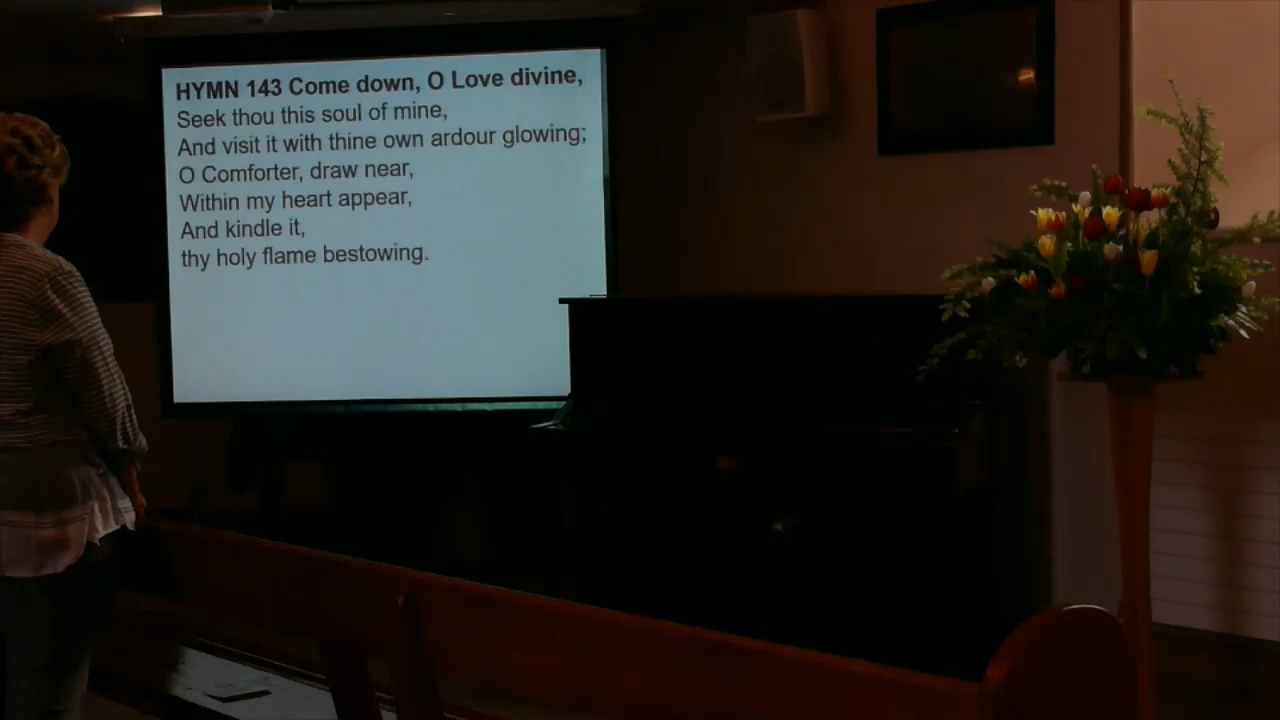 HYMN 143 Come down, O Love divine,
Seek thou this soul of mine,
And visit it with thine own ardour glowing;
O Comforter, draw near,
Within my heart appear,
And kindle it,
thy holy flame bestowing.